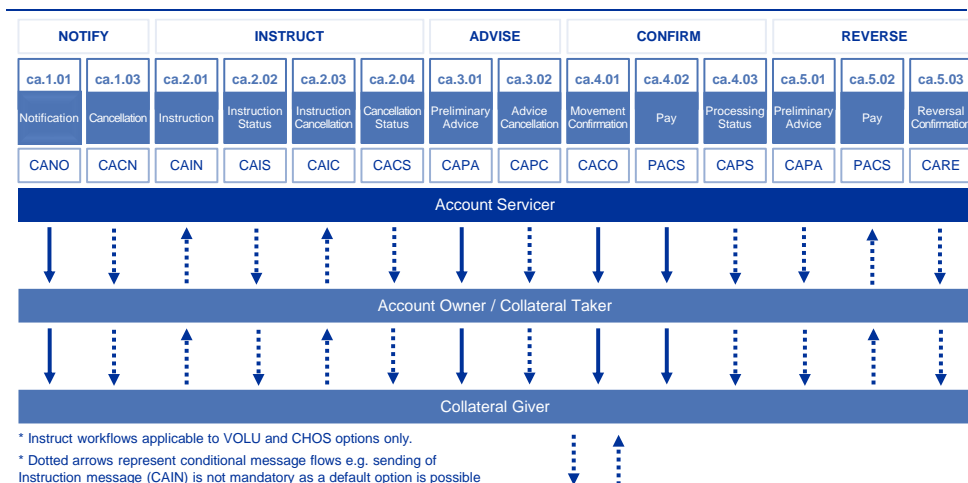 NOTIFY INSTRUCT ADVISE CONFIRM REVERSE
ca.1.01 ca.1.03 ca.2.01 ca.2.02 ca.2.03 ca.2.04 ca.3.01 ca.3.02 ca.4.01 ca.4.02 ca.4.03 ca.5.01 ca.5.02 ca.5.03
Notification Cancellation Instruction Instruction Status Instruction Cancellation Cancellation Status Preliminary Advice Advice Cancellation Movement Confirmation Pay Processing Status Preliminary Advice Pay Reversal Confirmation
CANO CACN CAIN CAIS CAIC CACS CAPA CAPC CACO PACS CAPS CAPA PACS CARE
Account Servicer
Account Owner / Collateral Taker
Collateral Giver
* Instruct workflows applicable to VOLU and CHOS options only.
* Dotted arrows represent conditional message flows e.g. sending of
Instruction message (CAIN) is not mandatory as a default option is possible